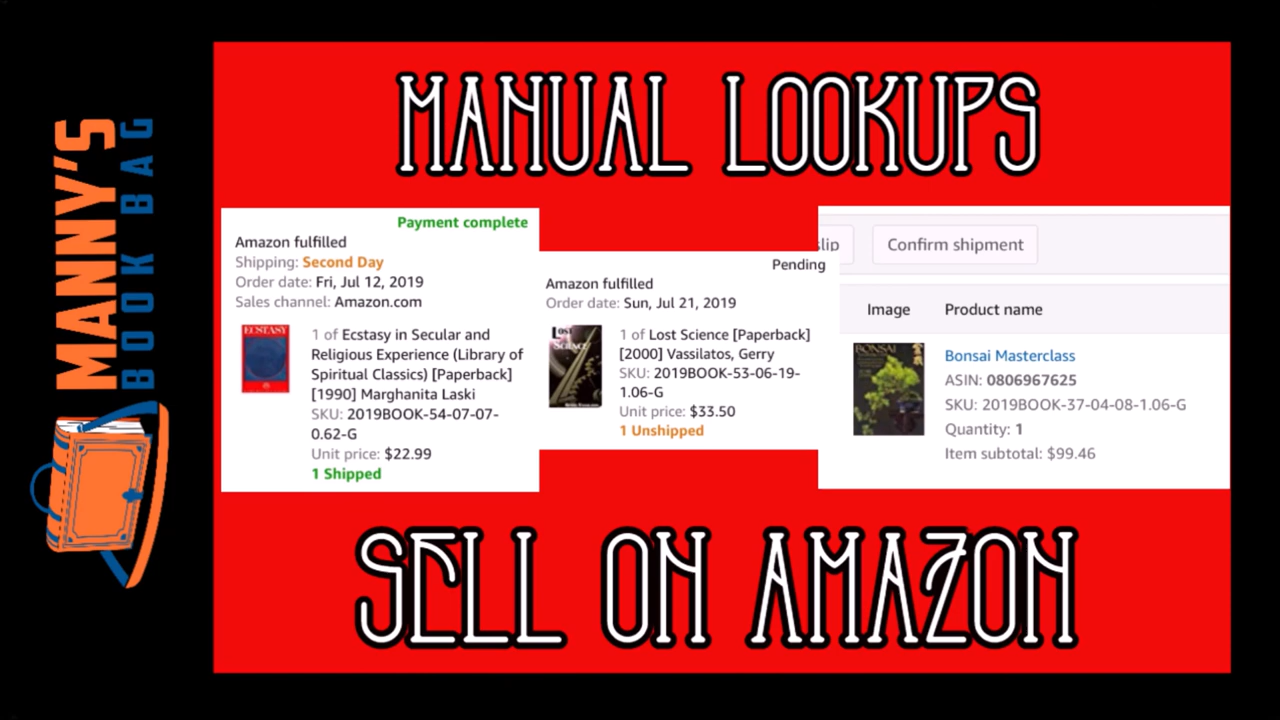 MANNY'S
BOOK BAG
MANUAL LOOKUPS
Payment complete
Amazon fulfilled
Shipping: Second Day
Order date: Fri, Jul 12, 2019
Sales channel: Amazon.com
ECSTASY
1 of Ecstasy in Secular and
Religious Experience (Library of
Spiritual Classics) [Paperback]
[1990] Marghanita Laski
SKU: 2019BOOK-54-07-07-
0.62-G
Unit price: $22.99
1 Shipped
Pending
Amazon fulfilled
Order date: Sun, Jul 21, 2019
LOST
SCIENCE
1 of Lost Science [Paperback]
[2000] Vassilatos, Gerry
SKU: 2019BOOK-53-06-19-
1.06-G
Unit price: $33.50
1 Unshipped
slip
Confirm shipment
Image
Product name
BONSAI
Bonsai Masterclass
ASIN: 0806967625
SKU: 2019BOOK-37-04-08-1.06-G
Quantity: 1
Item subtotal: $99.46
SELL ON AMAZON